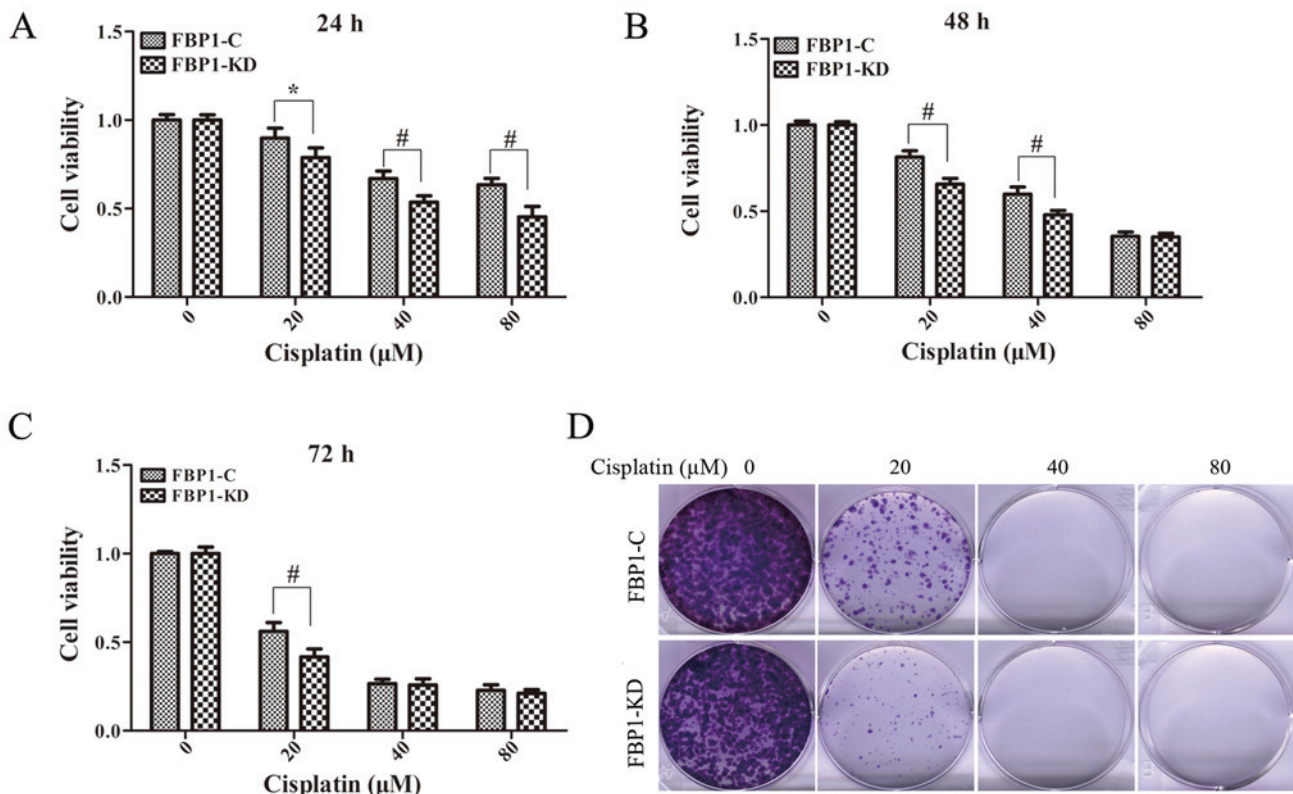 A
24 h
1.5
FBP1-C
FBP1-KD
1.0
0.5
0.0
Cell viability
*
#
#
0
20
40
80
Cisplatin (μM)
B
48 h
1.5
FBP1-C
FBP1-KD
1.0
0.5
0.0
Cell viability
#
#
0
20
40
80
Cisplatin (μM)
C
72 h
1.5
FBP1-C
FBP1-KD
1.0
0.5
0.0
Cell viability
#
0
20
40
80
Cisplatin (μM)
D
Cisplatin (μM) 0 20 40 80
FBP1-C
FBP1-KD